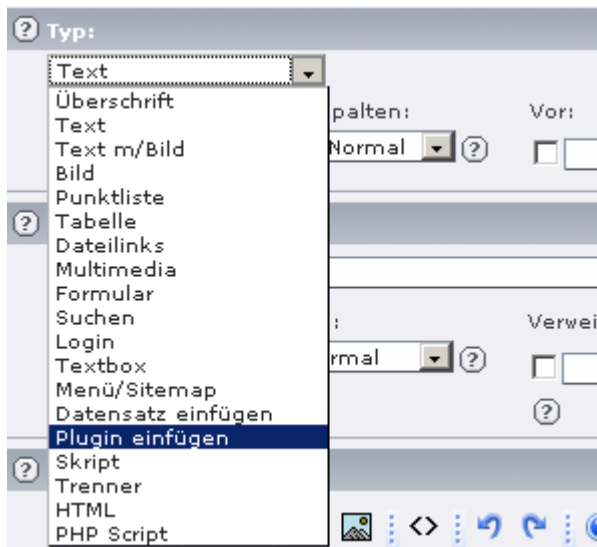 Typ:
Text
Überschrift
Text
Text m/Bild
Bild
Punktliste
Tabelle
Dateilinks
Multimedia
Formular
Suchen
Login
Textbox
Menü/Sitemap
Datensatz einfügen
Plugin einfügen
Skript
Trenner
HTML
PHP Script
palten:
Vor:
Normal
:
Verwei
rmal